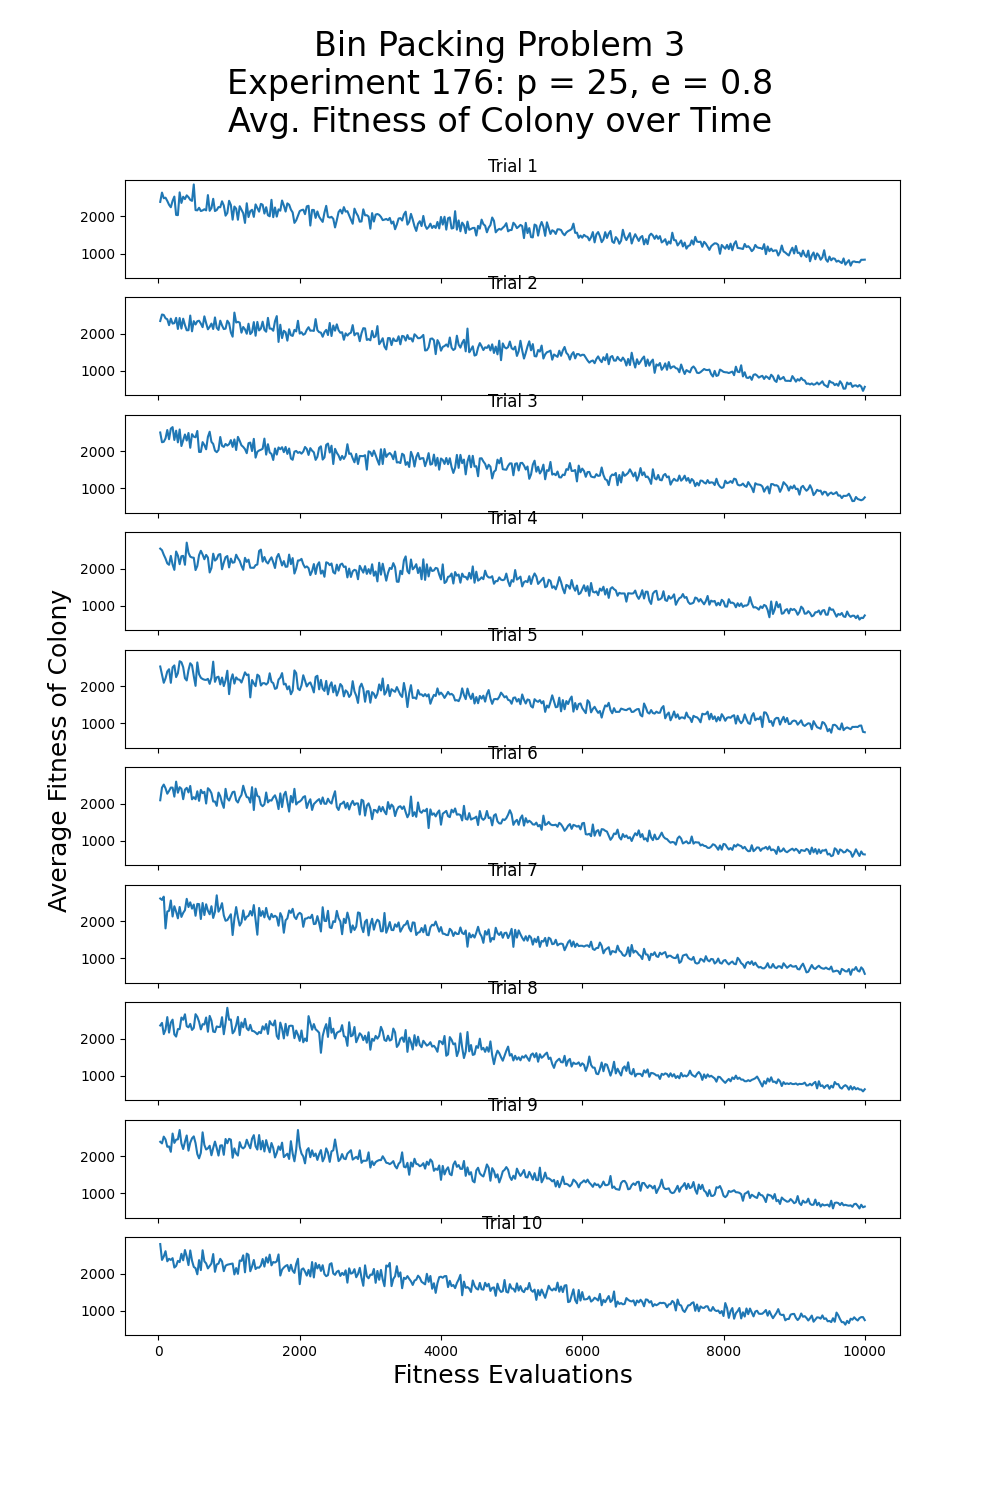 Bin Packing Problem 3
Experiment 176: p = 25, e = 0.8
Avg. Fitness of Colony over Time
Trial 1
2000
1000
Trial 2
2000
1000
Trial 3
2000
1000
Trial 4
2000
1000
Trial 5
2000
1000
Trial 6
2000
1000
Trial 7
2000
1000
Trial 8
2000
1000
Trial 9
2000
1000
Trial 10
2000
1000
0 2000 4000 6000 8000 10000
Fitness Evaluations
Average Fitness of Colony